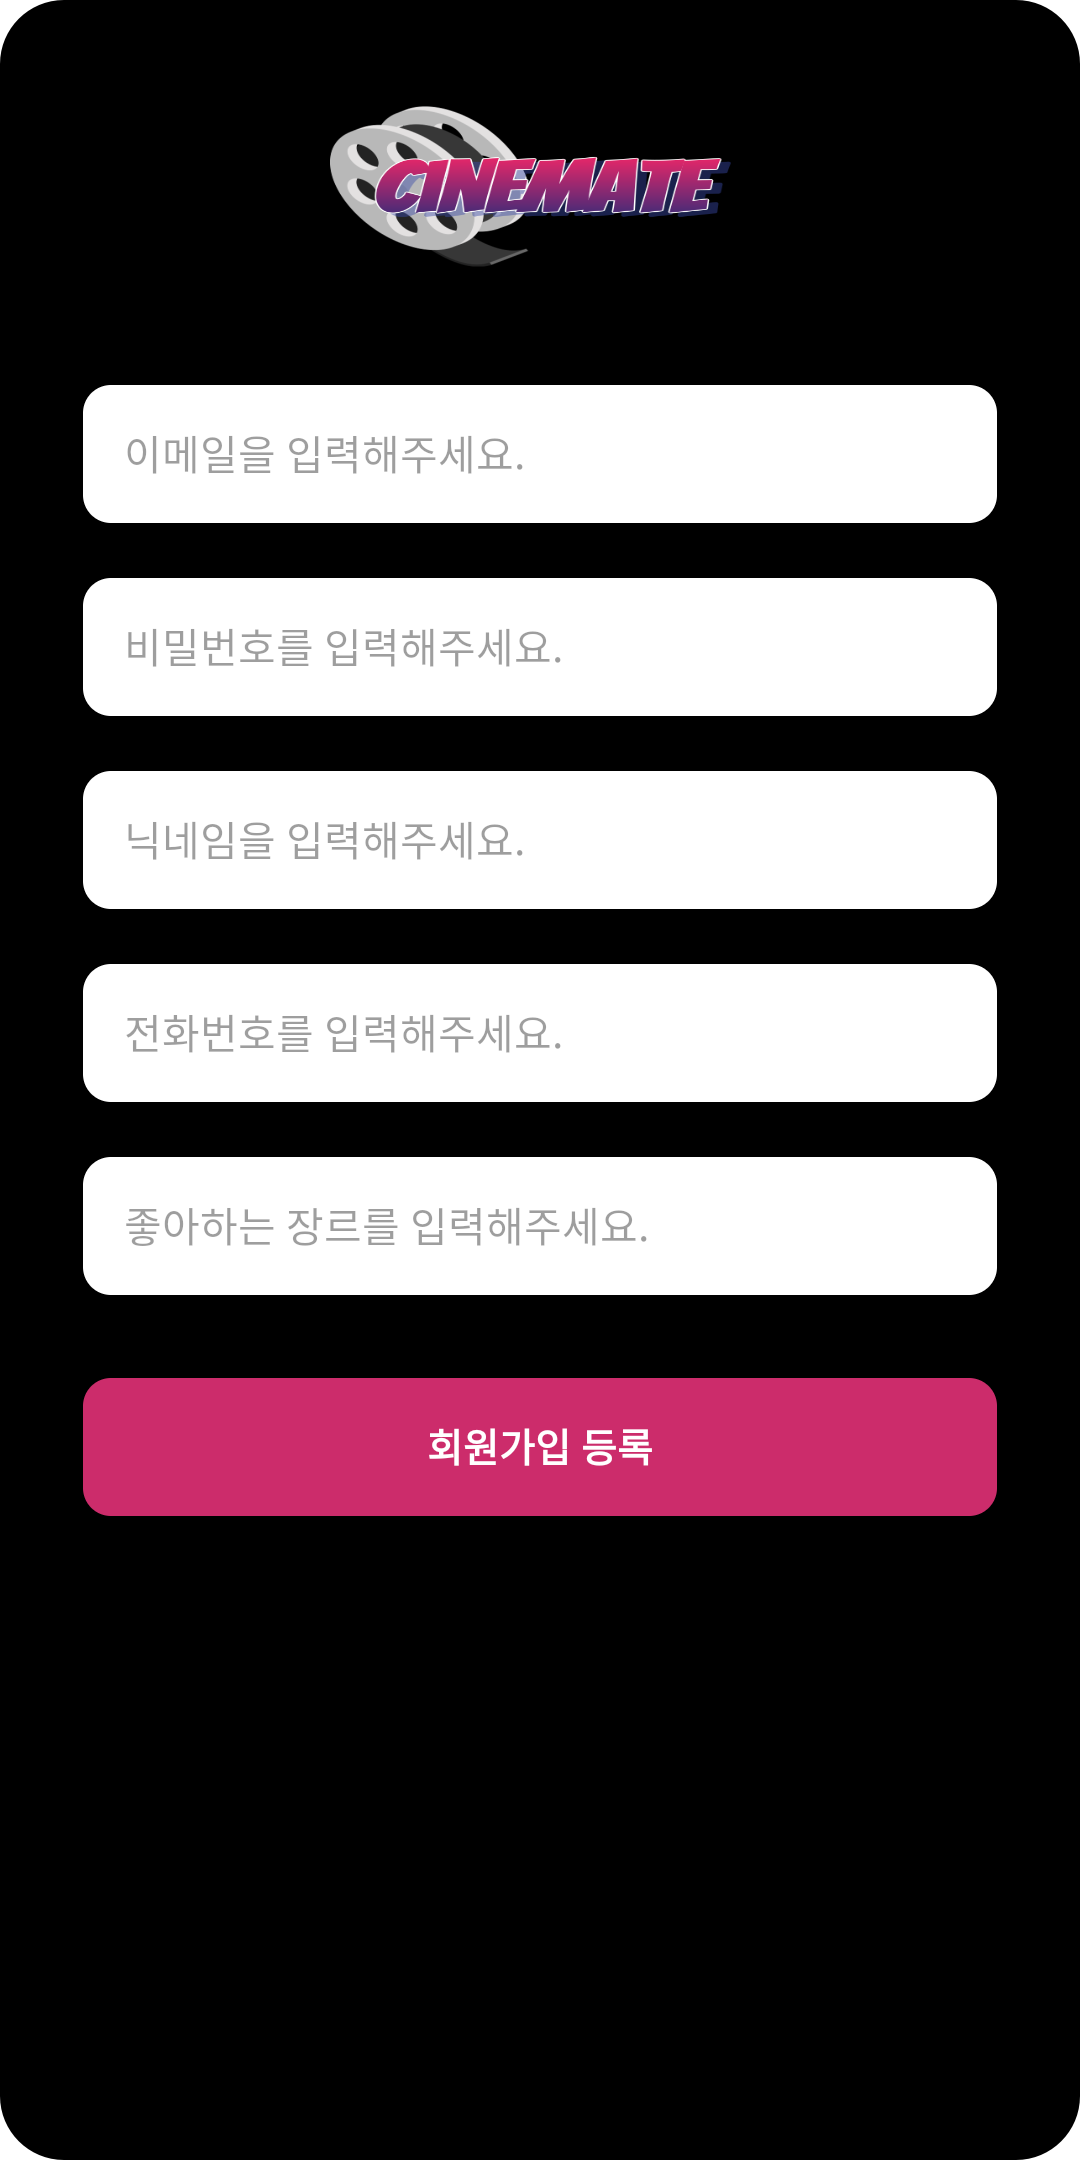 CINEMATE
이메일을 입력해주세요.
비밀번호를 입력해주세요.
닉네임을 입력해주세요.
전화번호를 입력해주세요.
좋아하는 장르를 입력해주세요.
회원가입 등록